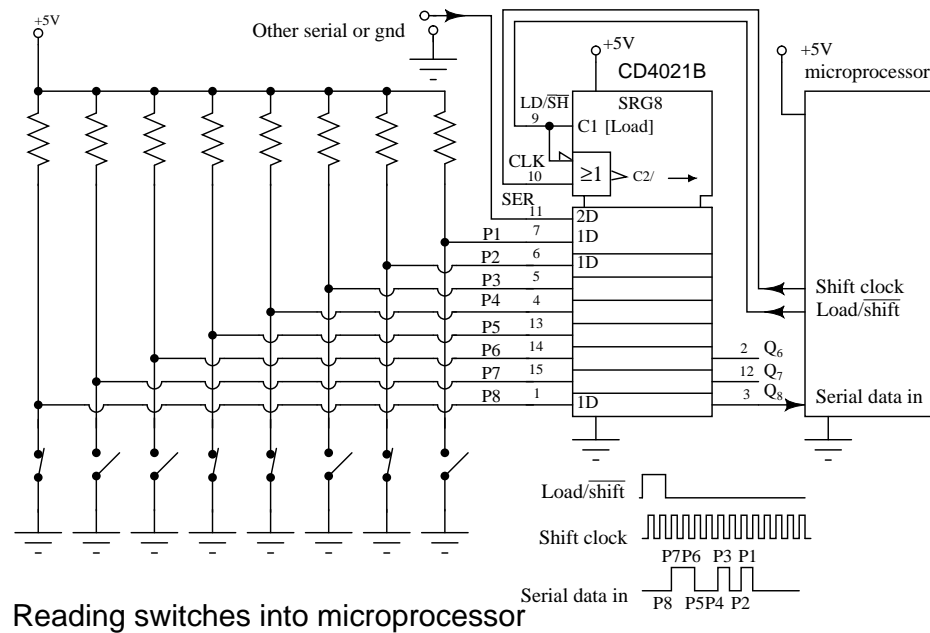 +5V
Other serial or gnd
+5V
CD4021B
+5V
microprocessor
LD/SH
9
SRG8
C1 [Load]
CLK
10
≥1
C2/
SER
11
2D
P1
7
1D
P2
6
1D
P3
5
P4
4
P5
13
P6
14
P7
15
P8
1
1D
2
Q6
12
Q7
3
Q8
Shift clock
Load/shift
Serial data in
Load/shift
Shift clock
P7P6 P3 P1
Serial data in
P8 P5P4 P2
Reading switches into microprocessor